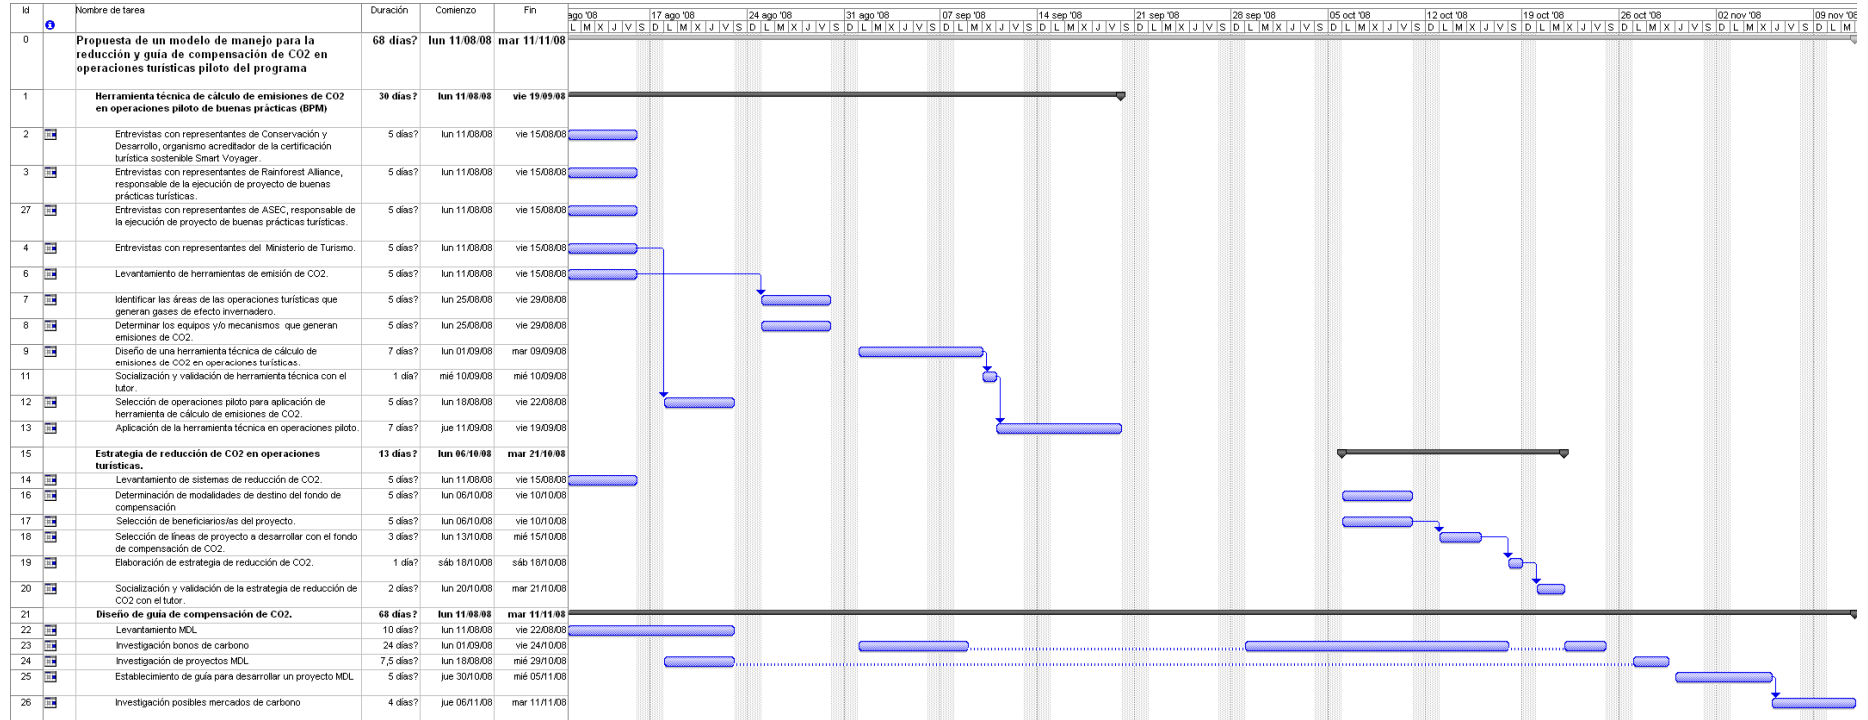 Id Nombre de tarea Duración Comienzo Fin ago '08 17 ago '08 24 ago '08 31 ago '08 07 sep '08 14 sep '08 21 sep '08 28 sep '08 05 oct '08 12 oct '08 19 oct '08 26 oct '08 02 nov '08 09 nov '08
L M X J V S D L M X J V S D L M X J V S D L M X J V S D L M X J V S D L M X J V S D L M X J V S D L M X J V S D L M X J V S D L M X J V S D L M X J V S D L M X J V S D L M X J V S D L M
0 Propuesta de un modelo de manejo para la 68 días? lun 11/08/08 mar 11/11/08
reducción y guía de compensación de CO2 en
operaciones turísticas piloto del programa
1 Herramienta técnica de cálculo de emisiones de CO2 30 días? lun 11/08/08 vie 19/09/08
en operaciones piloto de buenas prácticas (BPM)
2 Entrevistas con representantes de Conservación y 5 días? lun 11/08/08 vie 15/08/08
Desarrollo, organismo acreditador de la certificación
turística sostenible Smart Voyager.
3 Entrevistas con representantes de Rainforest Alliance, 5 días? lun 11/08/08 vie 15/08/08
responsable de la ejecución de proyecto de buenas
prácticas turísticas.
27 Entrevistas con representantes de ASEC, responsable de 5 días? lun 11/08/08 vie 15/08/08
la ejecución de proyecto de buenas prácticas turísticas.
4 Entrevistas con representantes del Ministerio de Turismo. 5 días? lun 11/08/08 vie 15/08/08
6 Levantamiento de herramientas de emisión de CO2. 5 días? lun 11/08/08 vie 15/08/08
7 Identificar las áreas de las operaciones turísticas que 5 días? lun 25/08/08 vie 29/08/08
generan gases de efecto invernadero.
8 Determinar los equipos y/o mecanismos que generan 5 días? lun 25/08/08 vie 29/08/08
emisiones de CO2.
9 Diseño de una herramienta técnica de cálculo de 7 días? lun 01/09/08 mar 09/09/08
emisiones de CO2 en operaciones turísticas.
11 Socialización y validación de herramienta técnica con el 1 día? mié 10/09/08 mié 10/09/08
tutor.
12 Selección de operaciones piloto para aplicación de 5 días? lun 18/08/08 vie 22/08/08
herramienta de cálculo de emisiones de CO2.
13 Aplicación de la herramienta técnica en operaciones piloto. 7 días? jue 11/09/08 vie 19/09/08
15 Estrategia de reducción de CO2 en operaciones 13 días? lun 06/10/08 mar 21/10/08
turísticas.
14 Levantamiento de sistemas de reducción de CO2. 5 días? lun 11/08/08 vie 15/08/08
16 Determinación de modalidades de destino del fondo de 5 días? lun 06/10/08 vie 10/10/08
compensación
17 Selección de beneficiarios/as del proyecto. 5 días? lun 06/10/08 vie 10/10/08
18 Selección de líneas de proyecto a desarrollar con el fondo 3 días? lun 13/10/08 mié 15/10/08
de compensación de CO2.
19 Elaboración de estrategia de reducción de CO2. 1 día? sáb 18/10/08 sáb 18/10/08
20 Socialización y validación de la estrategia de reducción de 2 días? lun 20/10/08 mar 21/10/08
CO2 con el tutor.
21 Diseño de guía de compensación de CO2. 68 días? lun 11/08/08 mar 11/11/08
22 Levantamiento MDL 10 días? lun 11/08/08 vie 22/08/08
23 Investigación bonos de carbono 24 días? lun 01/09/08 vie 24/10/08
24 Investigación de proyectos MDL 7,5 días? lun 18/08/08 mié 29/10/08
25 Establecimiento de guía para desarrollar un proyecto MDL 5 días? jue 30/10/08 mié 05/11/08
26 Investigación posibles mercados de carbono 4 días? jue 06/11/08 mar 11/11/08